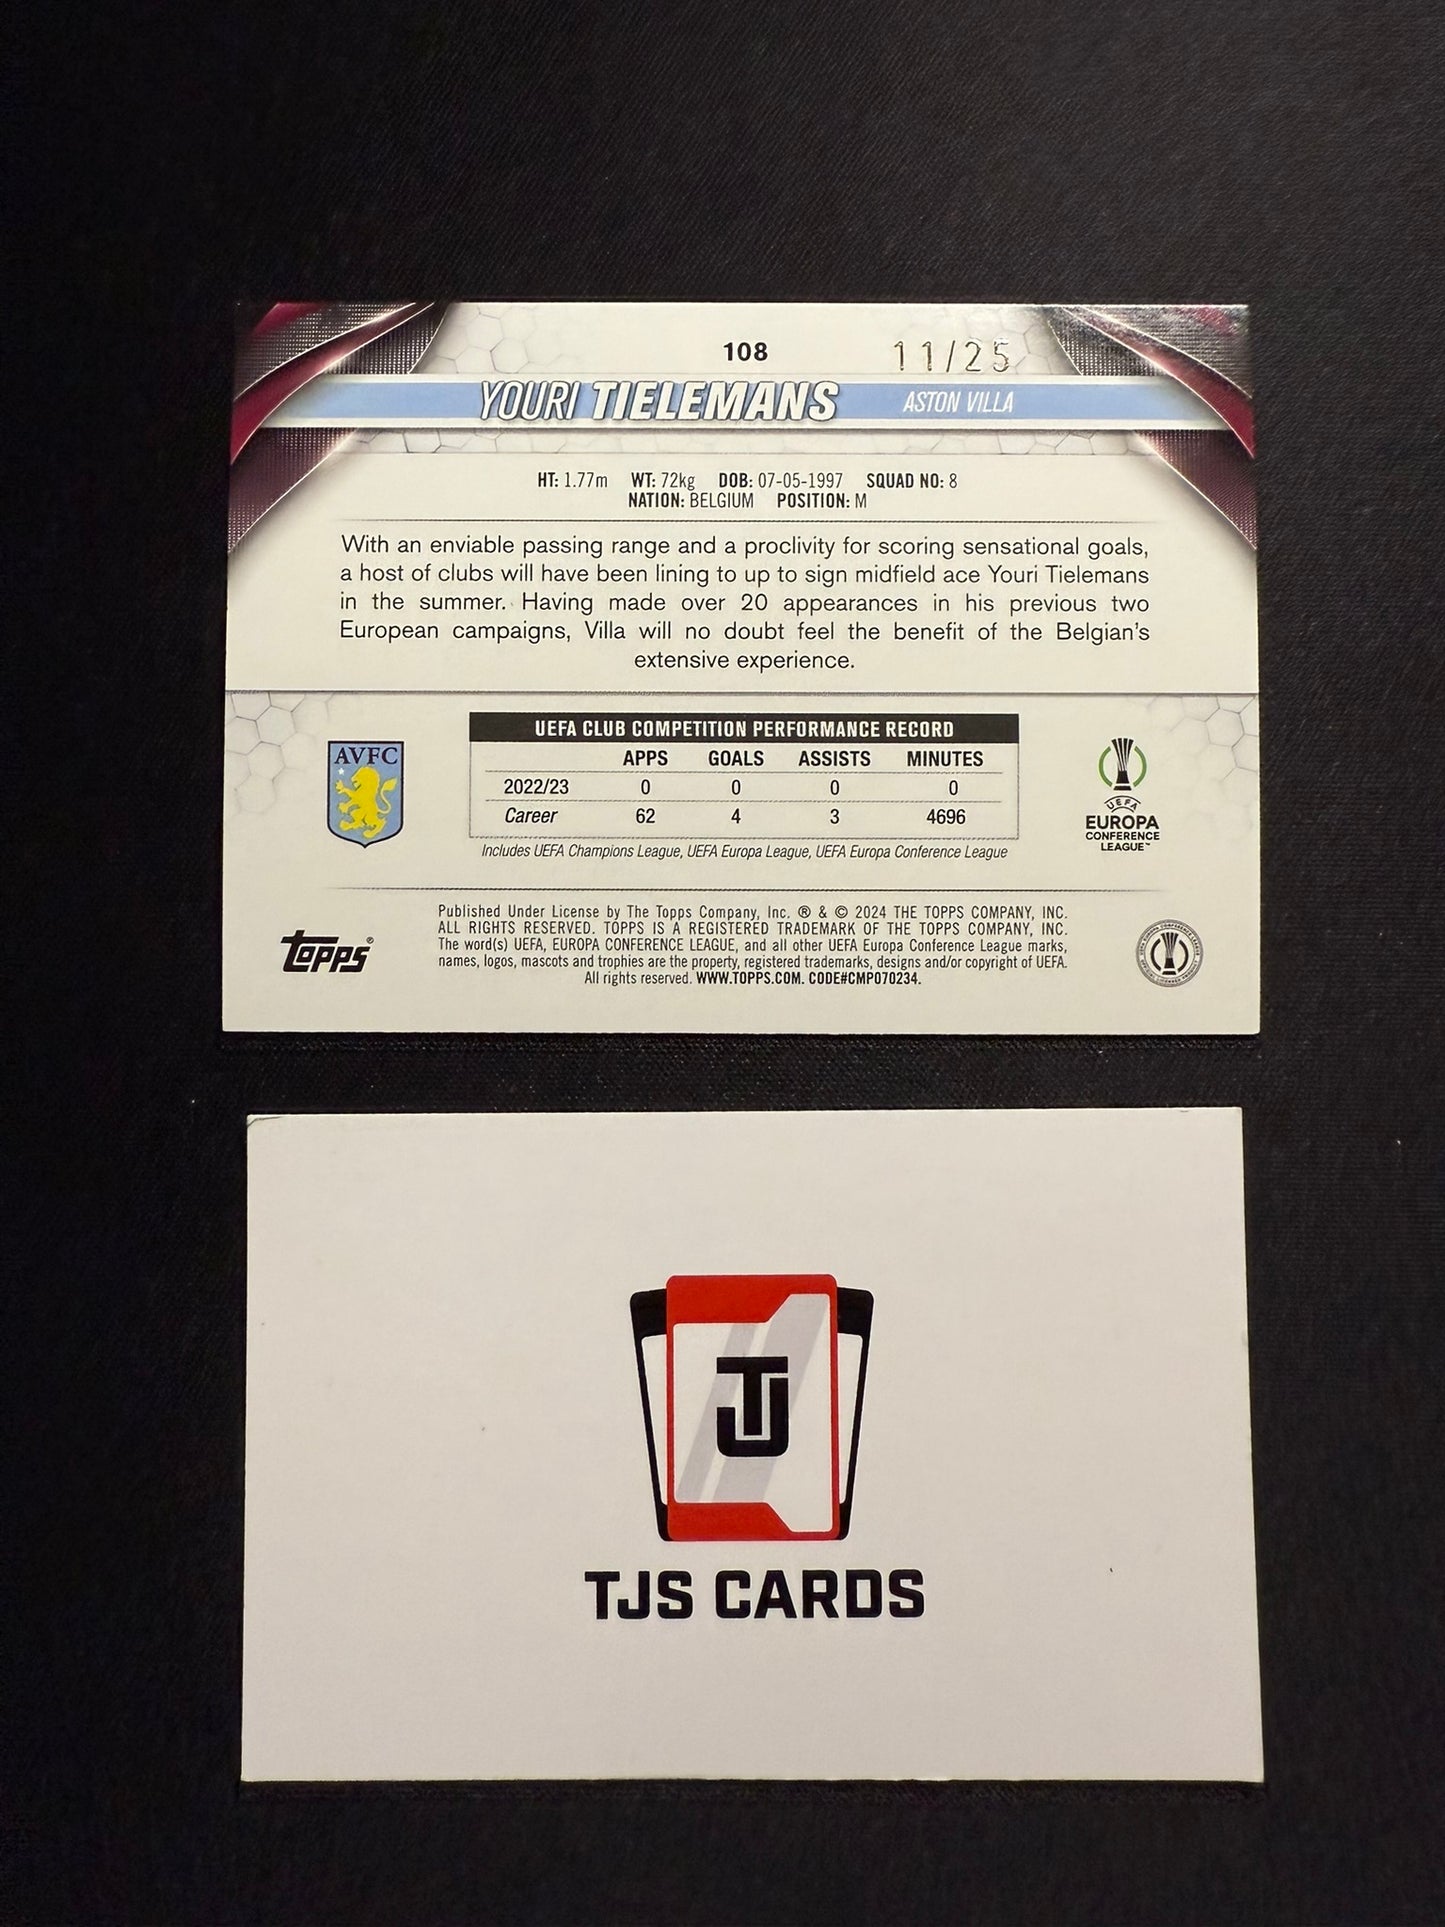 108 11/25
YOURI TIELEMANS ASTON VILLA
HT: 1.77m WT: 72kg DOB: 07-05-1997 SQUAD NO: 8
NATION: BELGIUM POSITION: M
With an enviable passing range and a proclivity for scoring sensational goals,
a host of clubs will have been lining to up to sign midfield ace Youri Tielemans
in the summer. Having made over 20 appearances in his previous two
European campaigns, Villa will no doubt feel the benefit of the Belgian's
extensive experience.
AVFC
UEFA CLUB COMPETITION PERFORMANCE RECORD
APPS GOALS ASSISTS MINUTES
2022/23 0 0 0 0
Career 62 4 3 4696
Includes UEFA Champions League, UEFA Europa League, UEFA Europa Conference League
UEFA
EUROPA
CONFERENCE
LEAGUE™
topps®
Published Under License by The Topps Company, Inc. ® & © 2024 THE TOPPS COMPANY, INC.
ALL RIGHTS RESERVED. TOPPS IS A REGISTERED TRADEMARK OF THE TOPPS COMPANY, INC.
The word(s) UEFA, EUROPA CONFERENCE LEAGUE, and all other UEFA Europa Conference League marks,
names, logos, mascots and trophies are the property, registered trademarks, designs and/or copyright of UEFA.
All rights reserved. WWW.TOPPS.COM. CODE#CMP070234.
TJ
TJS CARDS